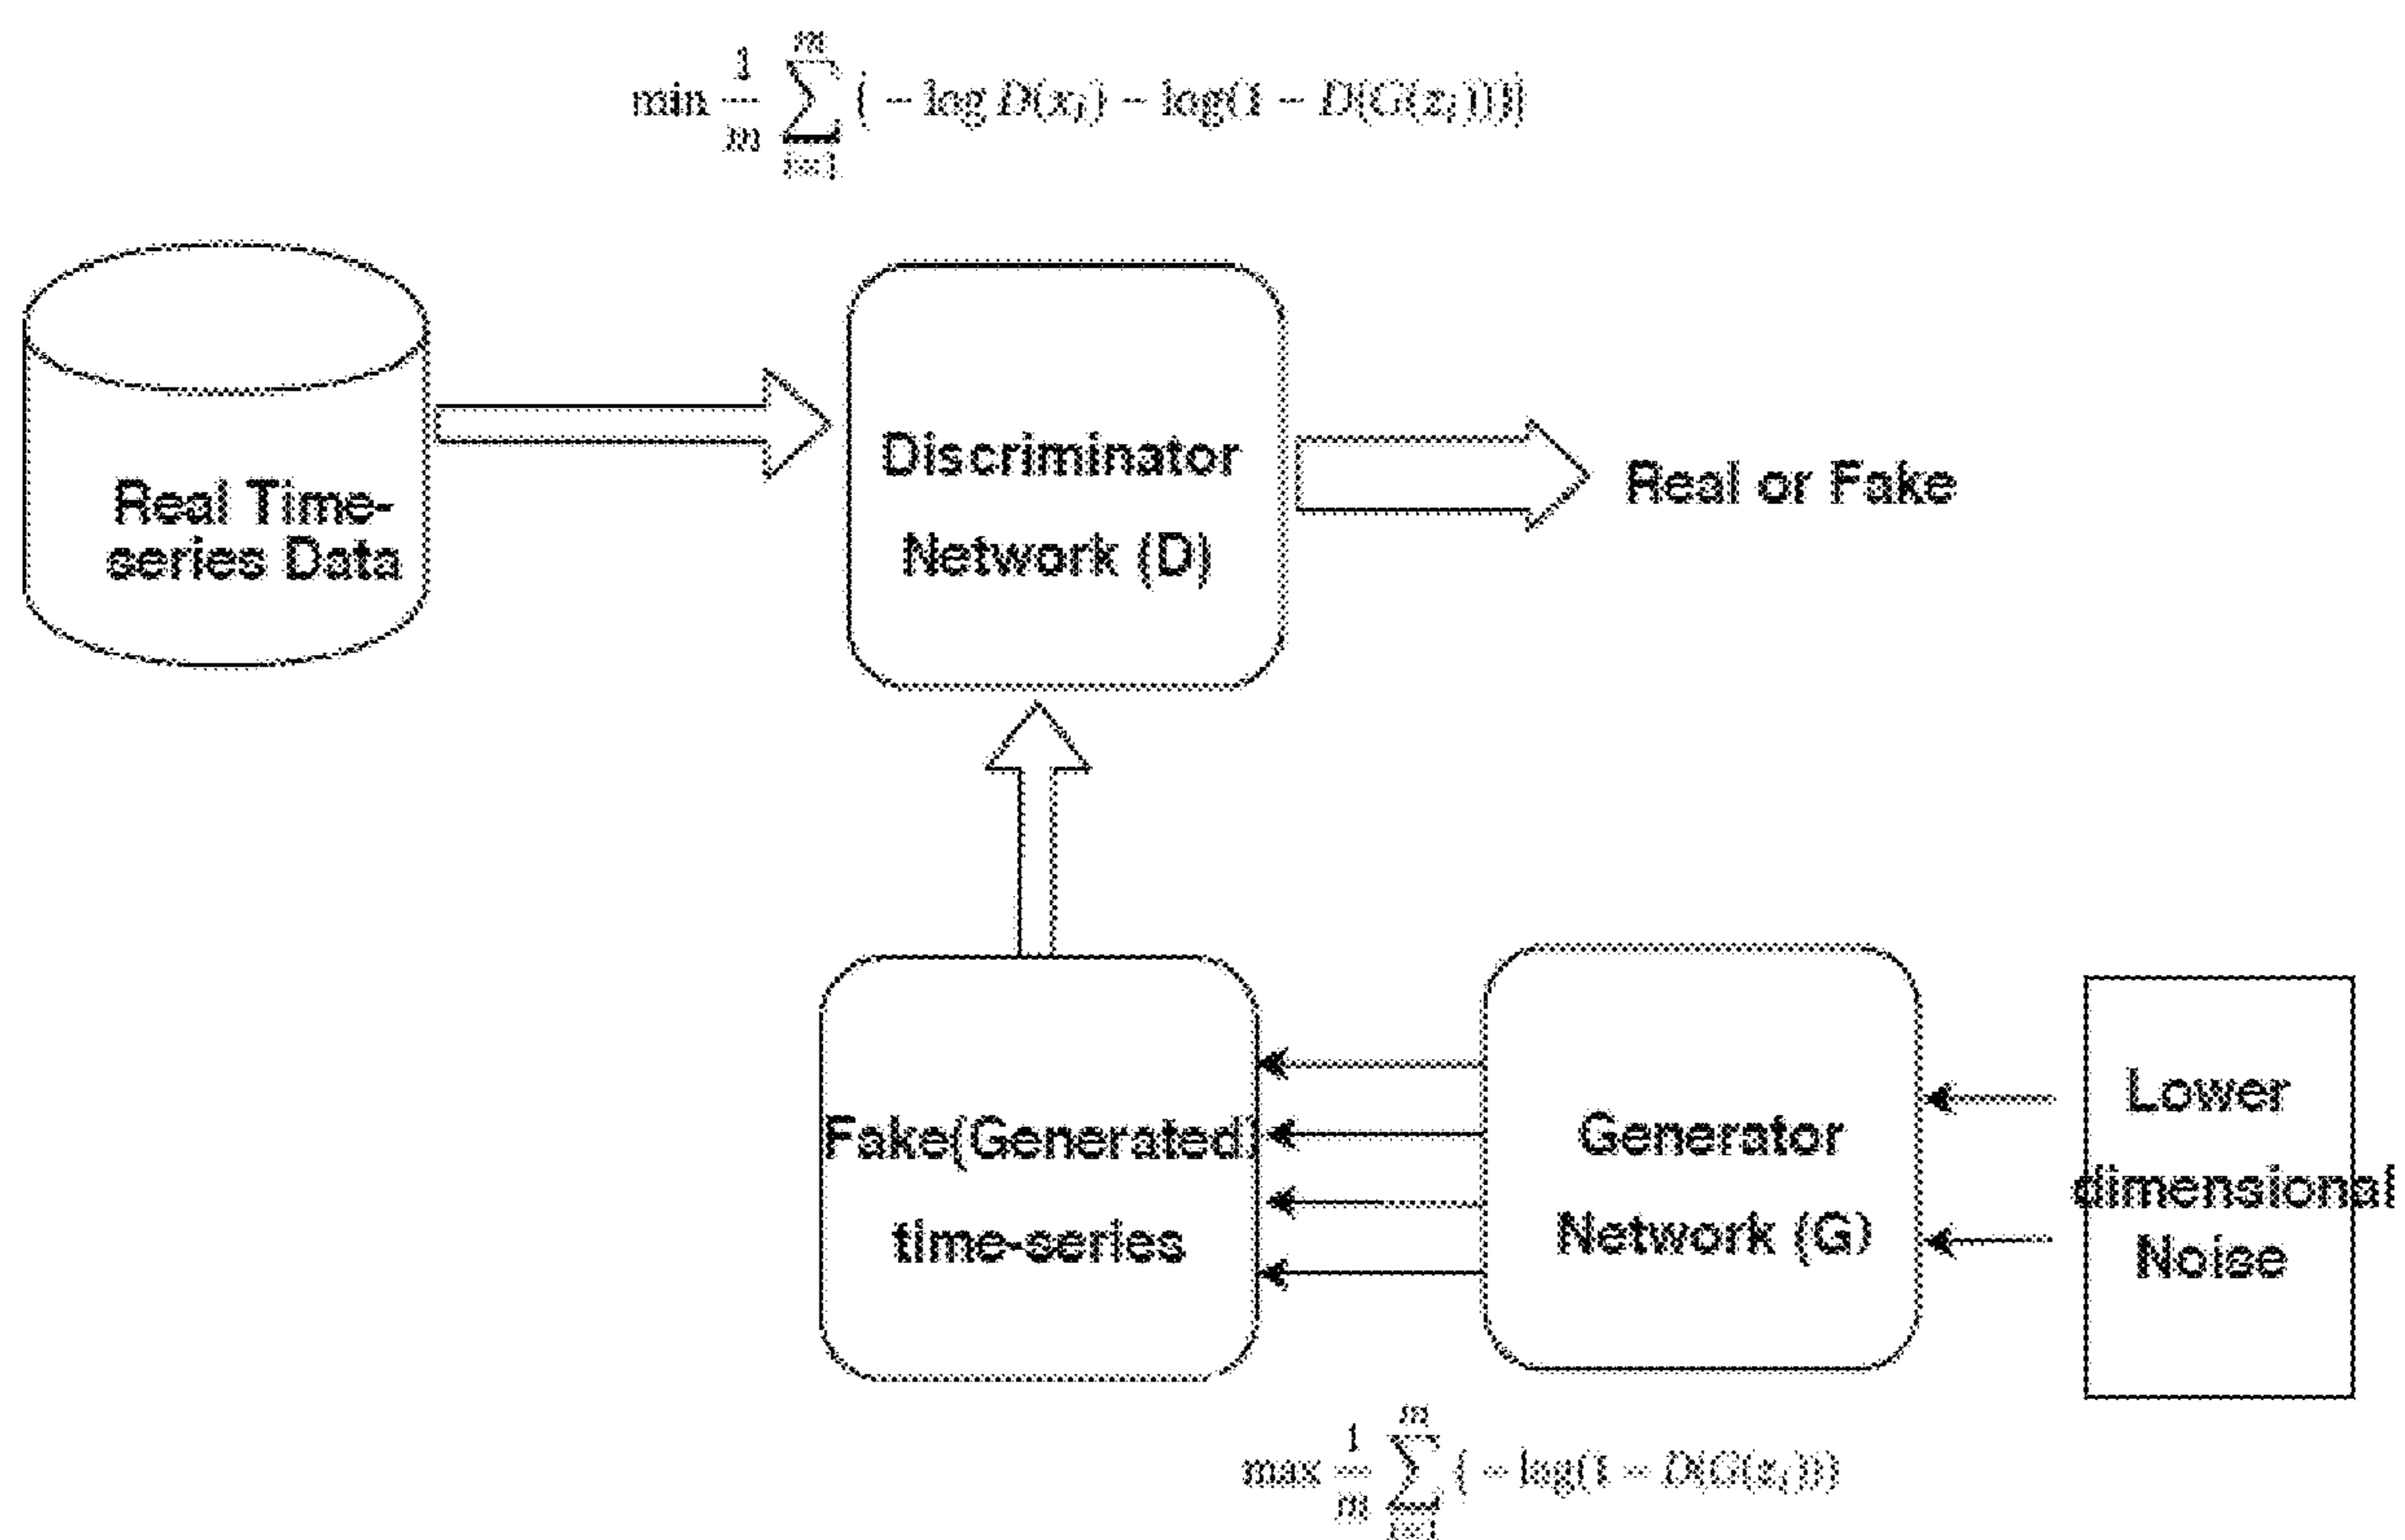 min 1/m ∑_{i=1}^{m} { − log D(x_i) − log(1 − D(G(z_i)))}
Real Time-
series Data
Discriminator
Network (D)
Real or Fake
Fake(Generated)
time-series
Generator
Network (G)
Lower
dimensional
Noise
max 1/m ∑_{i=1}^{m} { − log(1 − D(G(z_i)))